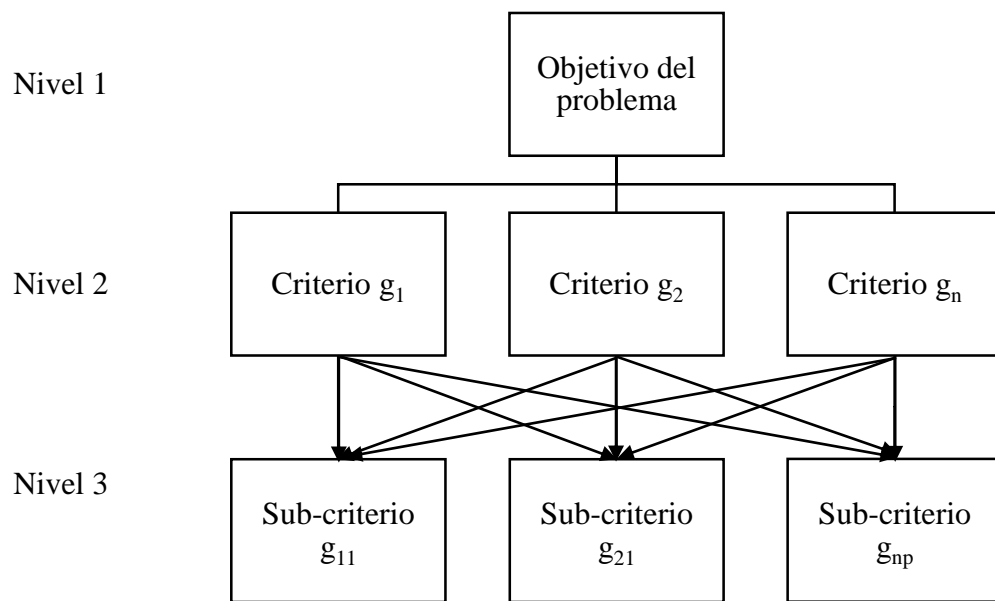 Nivel 1
Objetivo del
problema
Nivel 2
Criterio g₁
Criterio g₂
Criterio gₙ
Nivel 3
Sub-criterio
g₁₁
Sub-criterio
g₂₁
Sub-criterio
gₙₚ